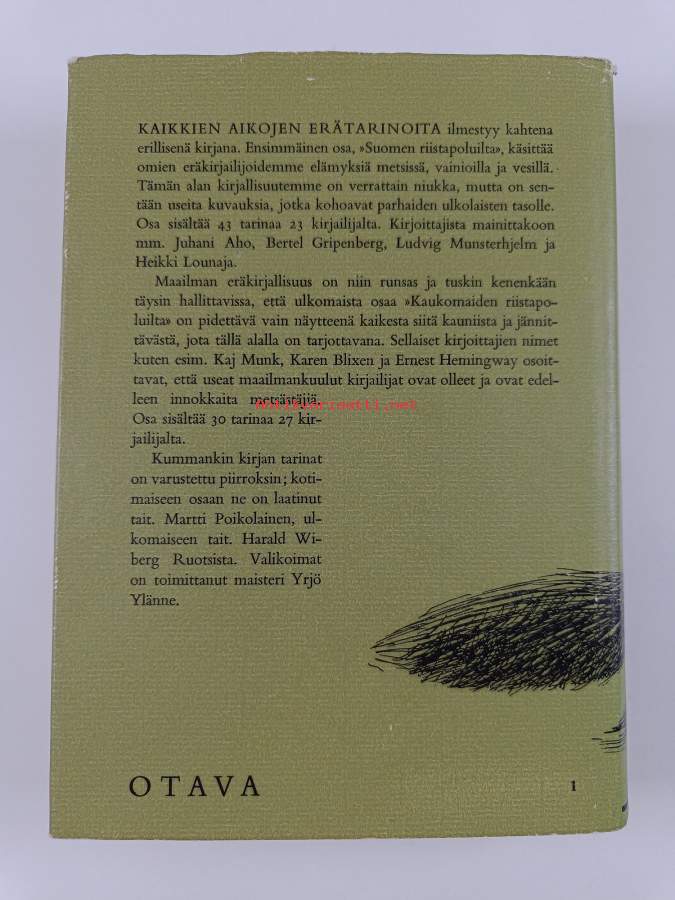 KAIKKIEN AIKOJEN ERÄTARINOITA ilmestyy kahtena
erillisenä kirjana. Ensimmäinen osa, »Suomen riistapoluilta», käsittää
omien eräkirjailijoidemme elämyksiä metsissä, vainioilla ja vesillä.
Tämän alan kirjallisuutemme on verrattain niukka, mutta on sen-
tään useita kuvauksia, jotka kohoavat parhaiden ulkolaisten tasolle.
Osa sisältää 43 tarinaa 23 kirjailijalta. Kirjoittajista mainittakoon
mm. Juhani Aho, Bertel Gripenberg, Ludvig Munsterhjelm ja
Heikki Lounaja.
Maailman eräkirjallisuus on niin runsas ja tuskin kenenkään
täysin hallittavissa, että ulkomaista osaa »Kaukomaiden riistapo-
luilta» on pidettävä vain näytteenä kaikesta siitä kauniista ja jännit-
tävästä, jota tällä alalla on tarjottavana. Sellaiset kirjoittajien nimet
kuten esim. Kaj Munk, Karen Blixen ja Ernest Hemingway osoit-
tavat, että useat maailmankuulut kirjailijat ovat olleet ja ovat edel-
leen innokkaita metsästäjiä.
Antikvariaatti.net
Osa sisältää 30 tarinaa 27 kir-
jailijalta.
Kummankin kirjan tarinat
on varustettu piirroksin; koti-
maiseen osaan ne on laatinut
tait. Martti Poikolainen, ul-
komaiseen tait. Harald Wi-
berg Ruotsista. Valikoimat
on toimittanut maisteri Yrjö
Ylänne.
OTAVA
1